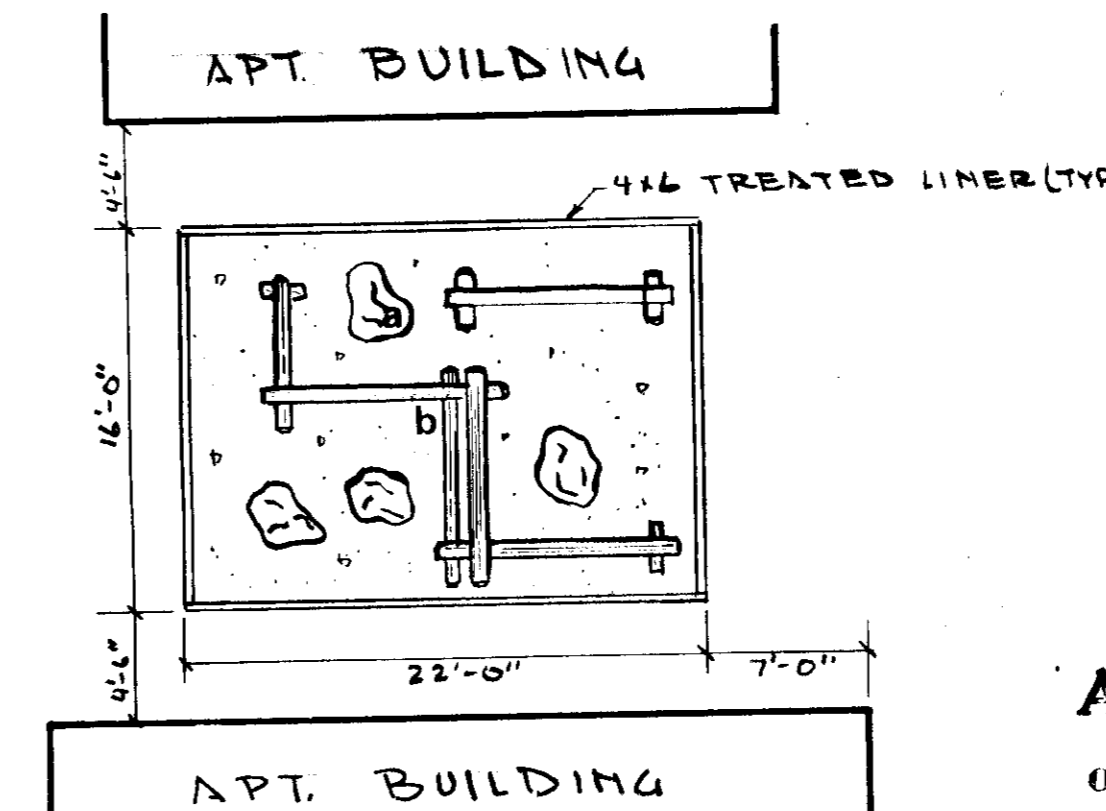 APT. BUILDING
4'-6"
4x6 TREATED LINER (TYP
a
16'-0"
b
4'-6"
22'-0"
7'-0"
A
APT. BUILDING